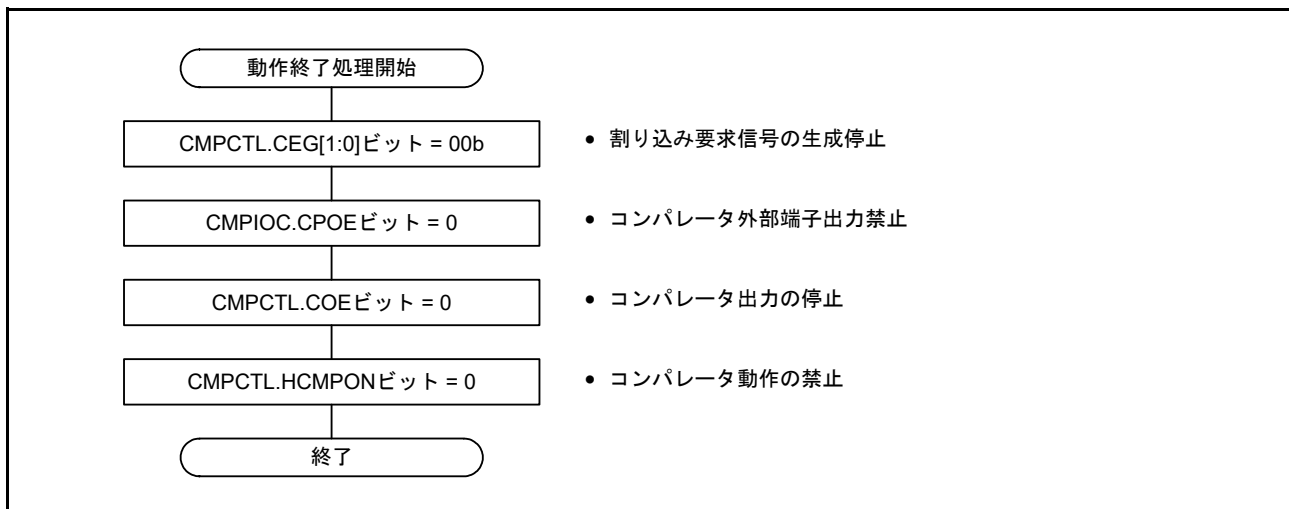 動作終了処理開始
CMPCTL.CEG[1:0]ビット = 00b
● 割り込み要求信号の生成停止
CMPIOC.CPOEビット = 0
● コンパレータ外部端子出力禁止
CMPCTL.COEビット = 0
● コンパレータ出力の停止
CMPCTL.HCMPONビット = 0
● コンパレータ動作の禁止
終了